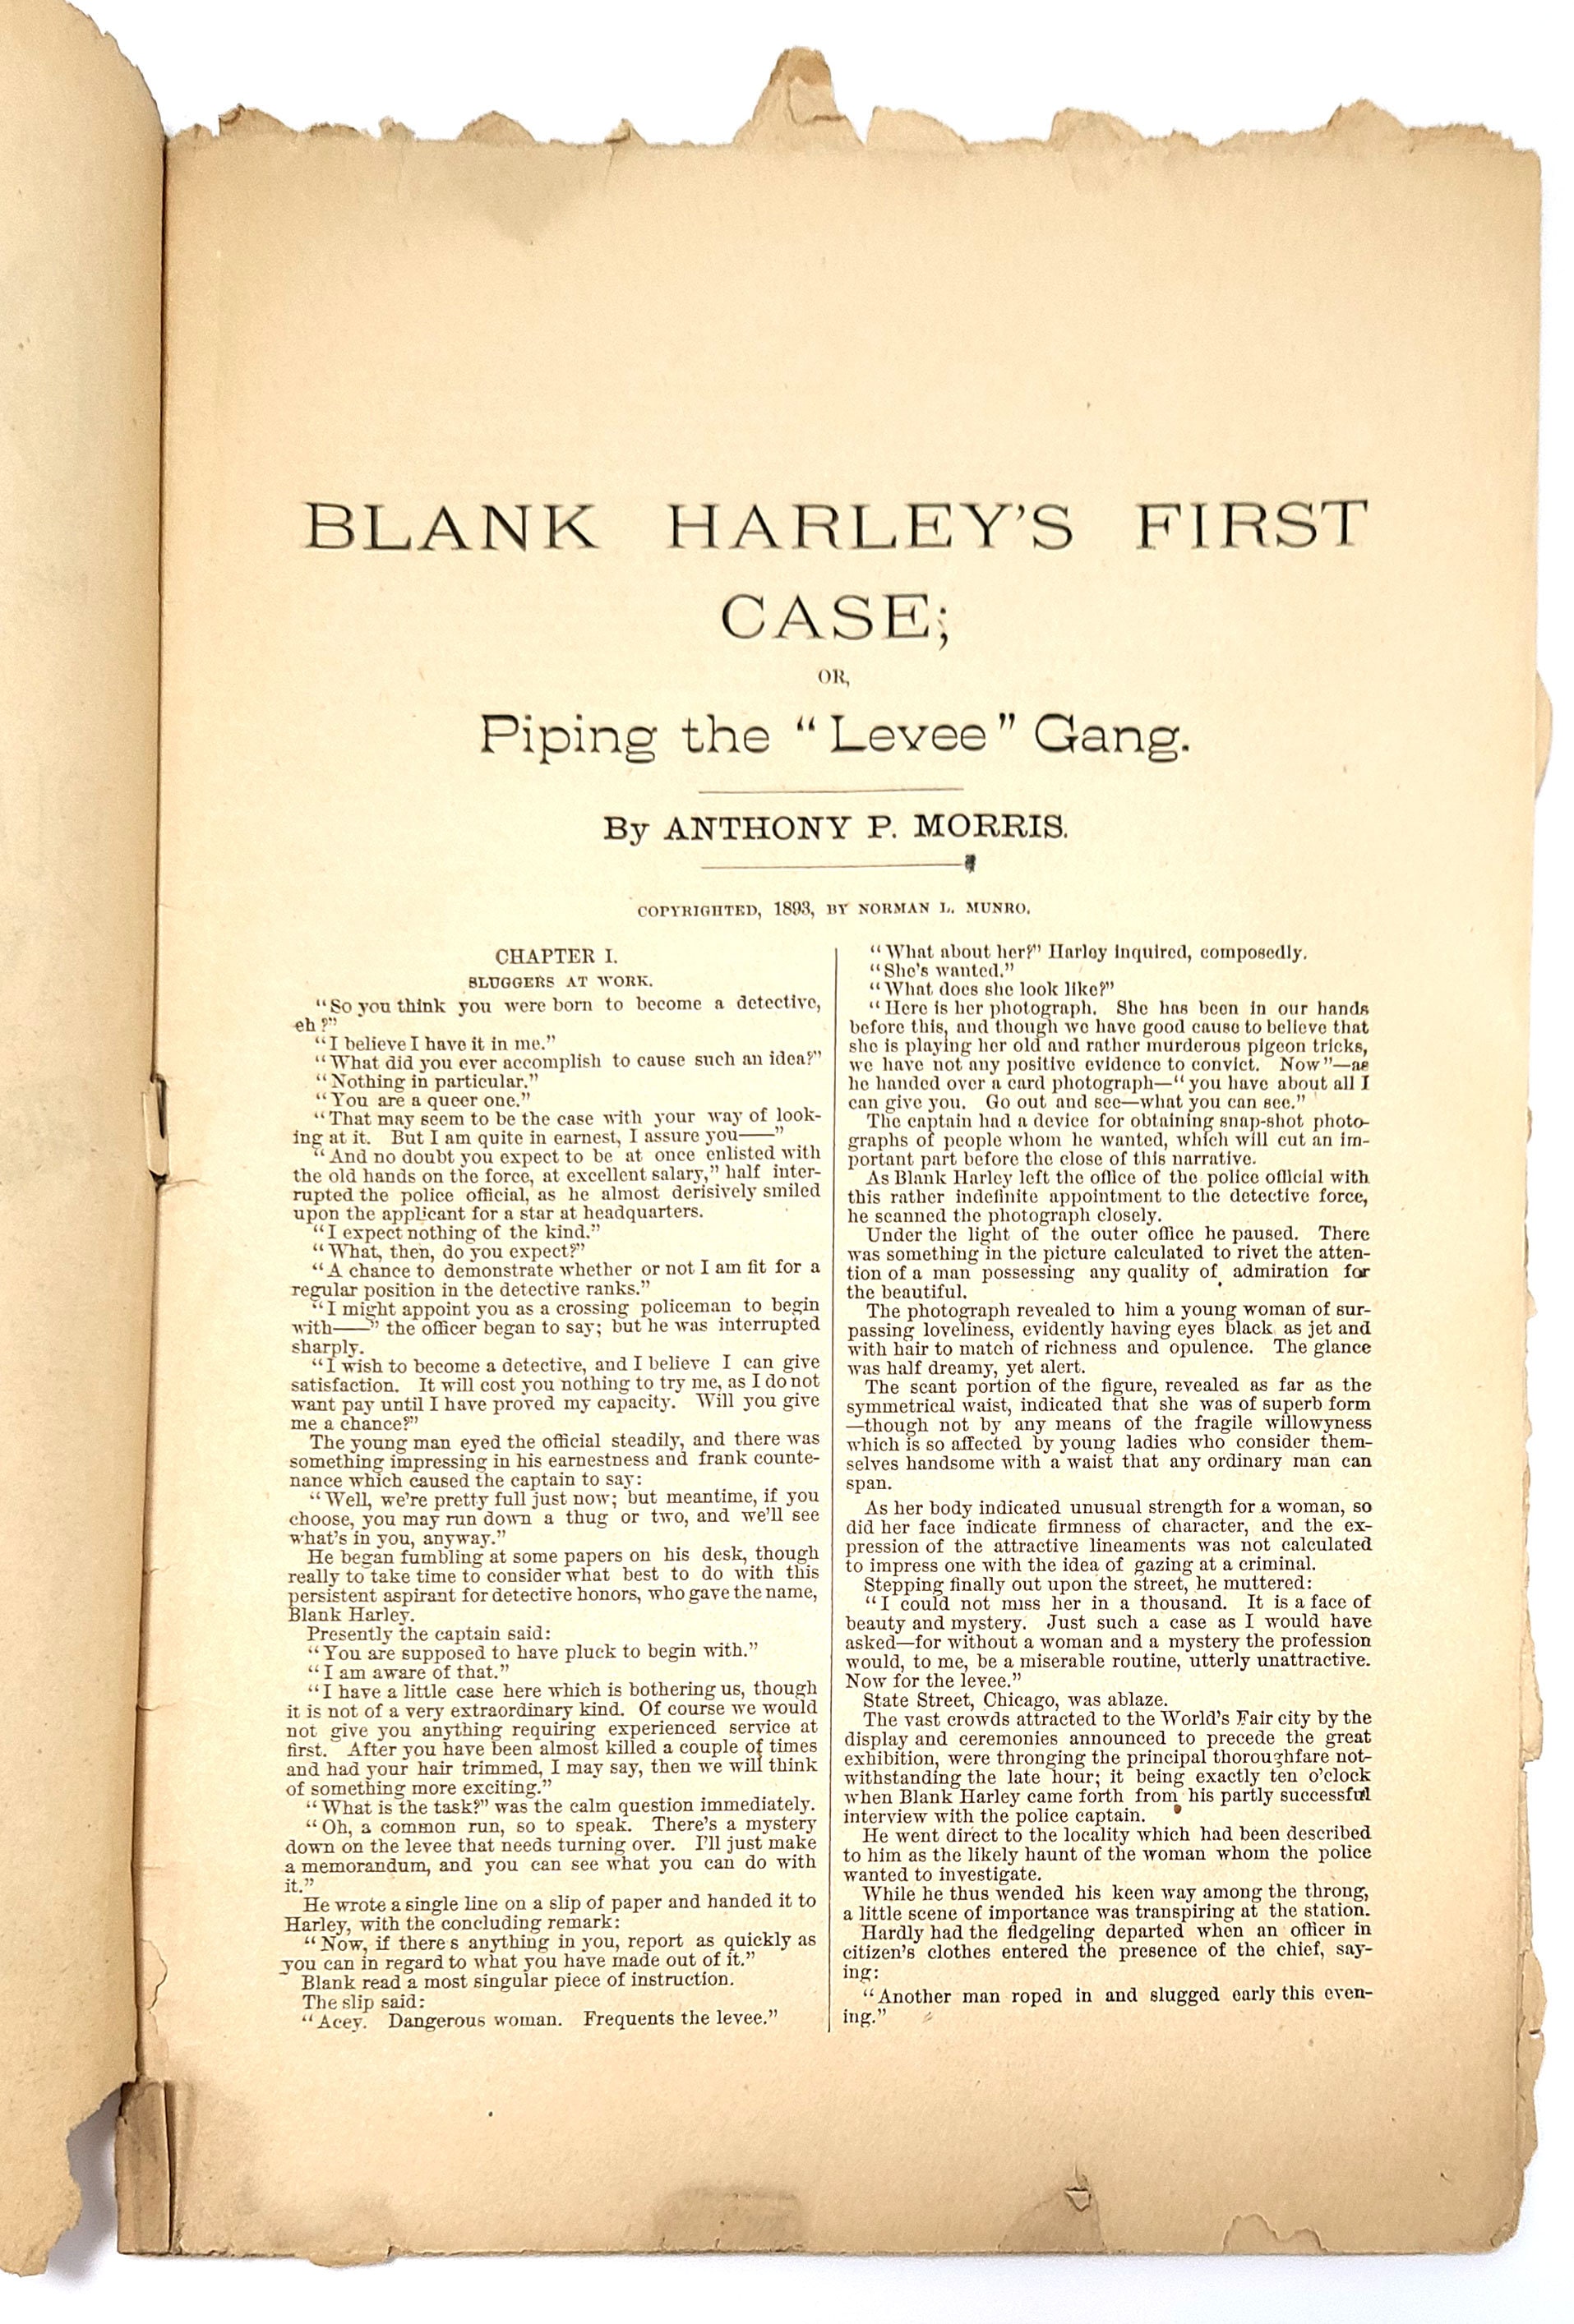 BLANK HARLEY'S FIRST
CASE;
OR,
Piping the “Levee” Gang.
By ANTHONY P. MORRIS.
COPYRIGHTED, 1893, BY NORMAN L. MUNRO.
CHAPTER I.
SLUGGERS AT WORK.
“So you think you were born to become a detective,
eh?”
“I believe I have it in me.”
“What did you ever accomplish to cause such an idea?”
“Nothing in particular.”
“You are a queer one.”
“That may seem to be the case with your way of look-
ing at it. But I am quite in earnest, I assure you——”
“And no doubt you expect to be at once enlisted with
the old hands on the force, at excellent salary,” half inter-
rupted the police official, as he almost derisively smiled
upon the applicant for a star at headquarters.
“I expect nothing of the kind.”
“What, then, do you expect?”
“A chance to demonstrate whether or not I am fit for a
regular position in the detective ranks.”
“I might appoint you as a crossing policeman to begin
with——” the officer began to say; but he was interrupted
sharply.
“I wish to become a detective, and I believe I can give
satisfaction. It will cost you nothing to try me, as I do not
want pay until I have proved my capacity. Will you give
me a chance?”
The young man eyed the official steadily, and there was
something impressing in his earnestness and frank counte-
nance which caused the captain to say:
“Well, we're pretty full just now; but meantime, if you
choose, you may run down a thug or two, and we'll see
what's in you, anyway.”
He began fumbling at some papers on his desk, though
really to take time to consider what best to do with this
persistent aspirant for detective honors, who gave the name,
Blank Harley.
Presently the captain said:
“You are supposed to have pluck to begin with.”
“I am aware of that.”
“I have a little case here which is bothering us, though
it is not of a very extraordinary kind. Of course we would
not give you anything requiring experienced service at
first. After you have been almost killed a couple of times
and had your hair trimmed, I may say, then we will think
of something more exciting.”
“What is the task?” was the calm question immediately.
“Oh, a common run, so to speak. There's a mystery
down on the levee that needs turning over. I'll just make
a memorandum, and you can see what you can do with
it.”
He wrote a single line on a slip of paper and handed it to
Harley, with the concluding remark:
“Now, if there s anything in you, report as quickly as
you can in regard to what you have made out of it.”
Blank read a most singular piece of instruction.
The slip said:
“Acey. Dangerous woman. Frequents the levee.”
“What about her?” Harley inquired, composedly.
“She's wanted.”
“What does she look like?”
“Here is her photograph. She has been in our hands
before this, and though we have good cause to believe that
she is playing her old and rather murderous pigeon tricks,
we have not any positive evidence to convict. Now”—as
he handed over a card photograph—“you have about all I
can give you. Go out and see—what you can see.”
The captain had a device for obtaining snap-shot photo-
graphs of people whom he wanted, which will cut an im-
portant part before the close of this narrative.
As Blank Harley left the office of the police official with
this rather indefinite appointment to the detective force,
he scanned the photograph closely.
Under the light of the outer office he paused. There
was something in the picture calculated to rivet the atten-
tion of a man possessing any quality of admiration for
the beautiful.
The photograph revealed to him a young woman of sur-
passing loveliness, evidently having eyes black as jet and
with hair to match of richness and opulence. The glance
was half dreamy, yet alert.
The scant portion of the figure, revealed as far as the
symmetrical waist, indicated that she was of superb form
—though not by any means of the fragile willowyness
which is so affected by young ladies who consider them-
selves handsome with a waist that any ordinary man can
span.
As her body indicated unusual strength for a woman, so
did her face indicate firmness of character, and the ex-
pression of the attractive lineaments was not calculated
to impress one with the idea of gazing at a criminal.
Stepping finally out upon the street, he muttered:
“I could not miss her in a thousand. It is a face of
beauty and mystery. Just such a case as I would have
asked—for without a woman and a mystery the profession
would, to me, be a miserable routine, utterly unattractive.
Now for the levee.”
State Street, Chicago, was ablaze.
The vast crowds attracted to the World's Fair city by the
display and ceremonies announced to precede the great
exhibition, were thronging the principal thoroughfare not-
withstanding the late hour; it being exactly ten o'clock
when Blank Harley came forth from his partly successful
interview with the police captain.
He went direct to the locality which had been described
to him as the likely haunt of the woman whom the police
wanted to investigate.
While he thus wended his keen way among the throng,
a little scene of importance was transpiring at the station.
Hardly had the fledgeling departed when an officer in
citizen's clothes entered the presence of the chief, say-
ing:
“Another man roped in and slugged early this even-
ing.”